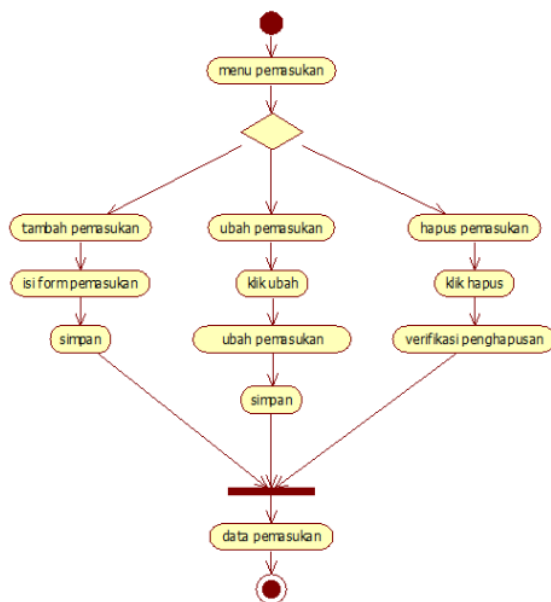 menu pemasukan
tambah pemasukan
ubah pemasukan
hapus pemasukan
isi form pemasukan
klik ubah
klik hapus
simpan
ubah pemasukan
verifikasi penghapusan
simpan
data pemasukan